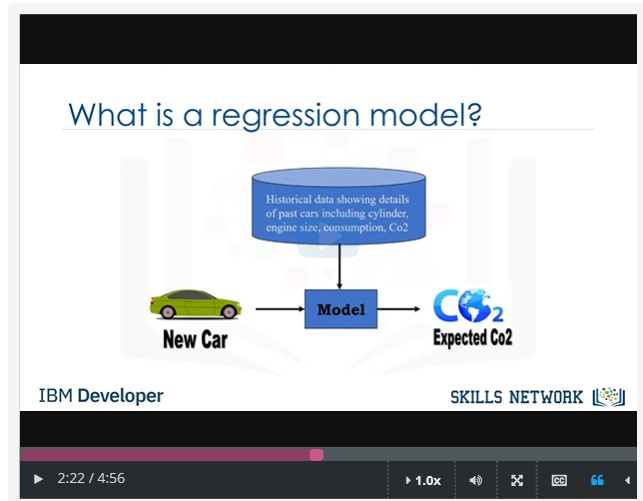 What is a regression model?
Historical data showing details
of past cars including cylinder,
engine size, consumption, Co2
Model
CO2
New Car
Expected Co2
IBM Developer
SKILLS NETWORK
2:22 / 4:56
1.0x
CC